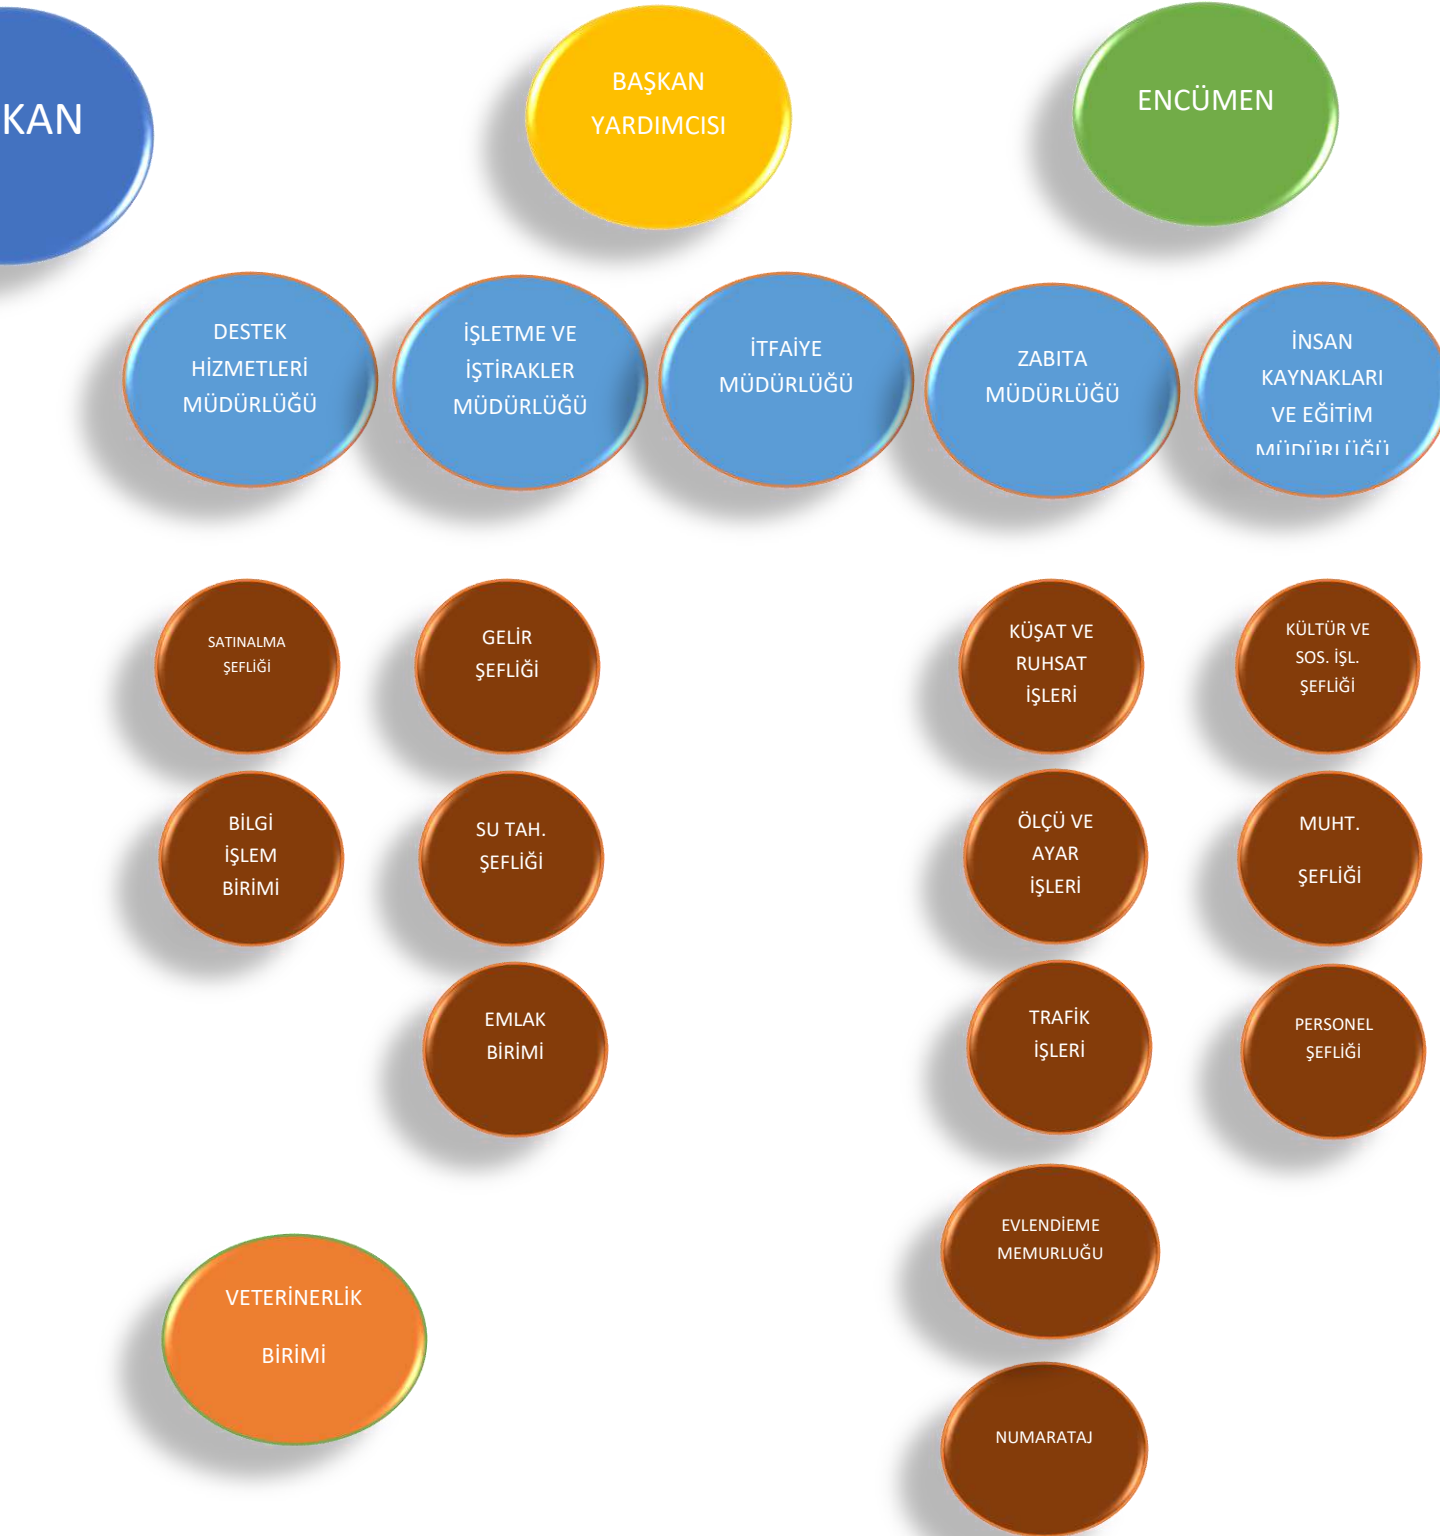 KAN
BAŞKAN
YARDIMCISI
ENCÜMEN
DESTEK
HİZMETLERİ
MÜDÜRLÜĞÜ
İŞLETME VE
İŞTİRAKLER
MÜDÜRLÜĞÜ
İTFAİYE
MÜDÜRLÜĞÜ
ZABITA
MÜDÜRLÜĞÜ
İNSAN
KAYNAKLARI
VE EĞİTİM
MÜDÜRLÜĞÜ
SATINALMA
ŞEFLİĞİ
GELİR
ŞEFLİĞİ
KÜŞAT VE
RUHSAT
İŞLERİ
KÜLTÜR VE
SOS. İŞL.
ŞEFLİĞİ
BİLGİ
İŞLEM
BİRİMİ
SU TAH.
ŞEFLİĞİ
ÖLÇÜ VE
AYAR
İŞLERİ
MUHT.
ŞEFLİĞİ
EMLAK
BİRİMİ
TRAFİK
İŞLERİ
PERSONEL
ŞEFLİĞİ
EVLENDİEME
MEMURLUĞU
VETERİNERLİK
BİRİMİ
NUMARATAJ